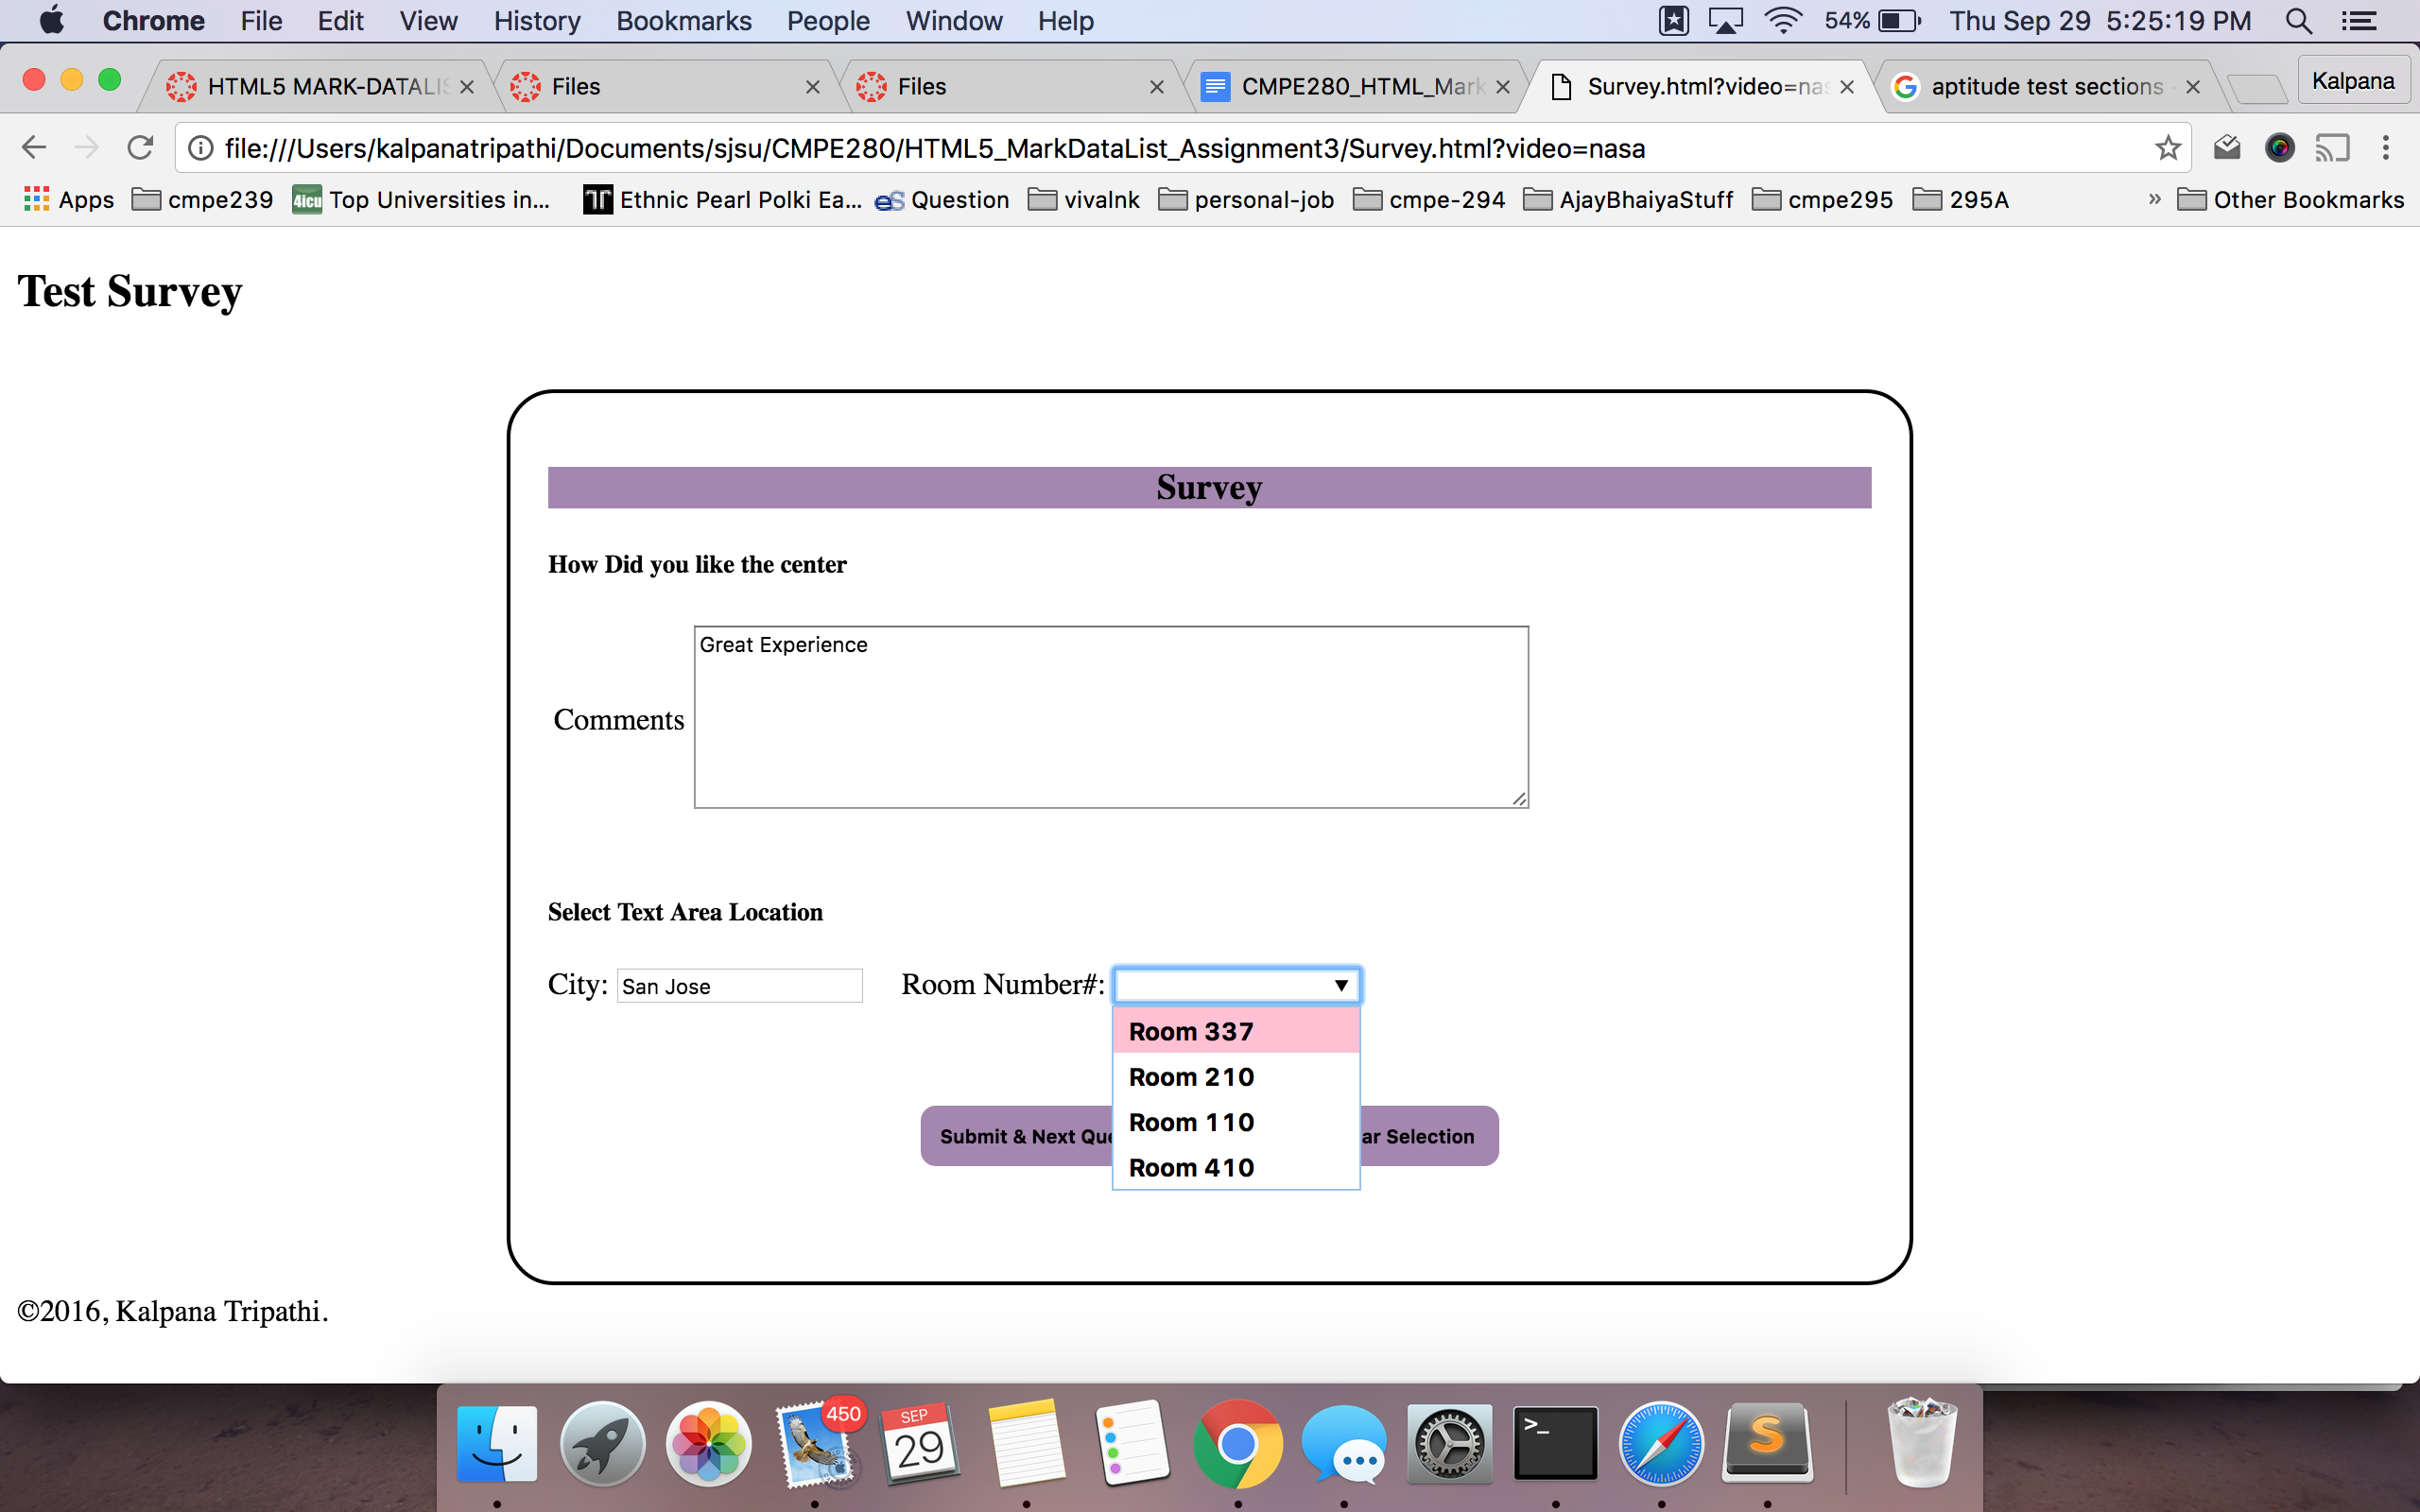 Chrome File Edit View History Bookmarks People Window Help 54% Thu Sep 29 5:25:19 PM
HTML5 MARK-DATALIS Files Files CMPE280_HTML_Mark Survey.html?video=nas aptitude test sections Kalpana
file:///Users/kalpanatripathi/Documents/sjsu/CMPE280/HTML5_MarkDataList_Assignment3/Survey.html?video=nasa
Apps cmpe239 4icu Top Universities in... Ethnic Pearl Polki Ea... eS Question vivalnk personal-job cmpe-294 AjayBhaiyaStuff cmpe295 295A » Other Bookmarks
Test Survey
Survey
How Did you like the center
Great Experience
Comments
Select Text Area Location
City: San Jose Room Number#:
Room 337
Room 210
Room 110
Submit & Next Que ar Selection
Room 410
©2016, Kalpana Tripathi.
450
SEP
29
>_
S